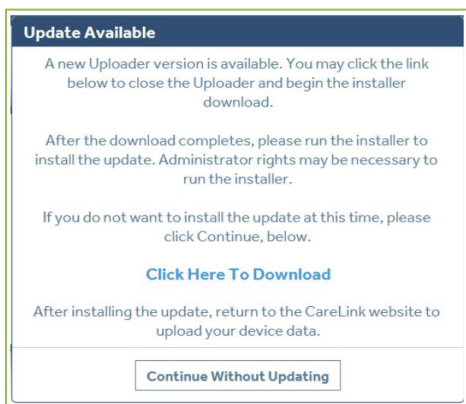 Update Available
A new Uploader version is available. You may click the link
below to close the Uploader and begin the installer
download.
After the download completes, please run the installer to
install the update. Administrator rights may be necessary to
run the installer.
If you do not want to install the update at this time, please
click Continue, below.
Click Here To Download
After installing the update, return to the CareLink website to
upload your device data.
Continue Without Updating